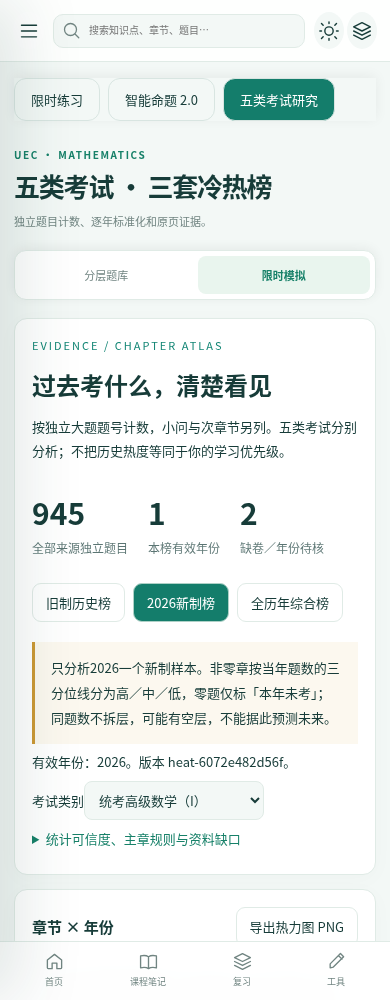 搜索知识点、章节、题目…
限时练习
智能命题 2.0
五类考试研究
UEC · MATHEMATICS
五类考试 · 三套冷热榜
独立题目计数、逐年标准化和原页证据。
分层题库
限时模拟
EVIDENCE / CHAPTER ATLAS
过去考什么，清楚看见
按独立大题题号计数，小问与次章节另列。五类考试分别
分析；不把历史热度等同于你的学习优先级。
945
1
2
全部来源独立题目
本榜有效年份
缺卷／年份待核
旧制历史榜
2026新制榜
全历年综合榜
只分析2026一个新制样本。非零章按当年题数的三
分位线分为高／中／低，零题仅标「本年未考」；
同题数不拆层，可能有空层，不能据此预测未来。
有效年份：2026。版本 heat-6072e482d56f。
考试类别
统考高级数学（I）
统计可信度、主章规则与资料缺口
章节 × 年份
导出热力图 PNG
首页
课程笔记
复习
工具